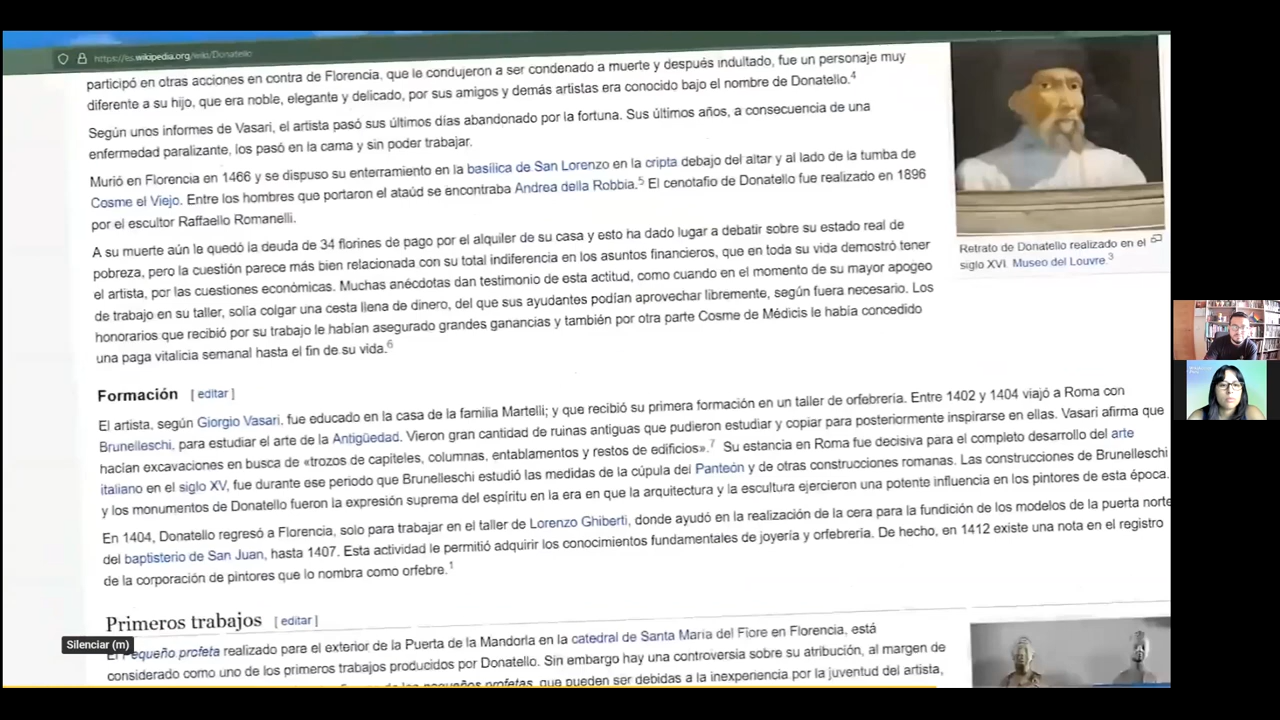 https://es.wikipedia.org/wiki/Donatello
participó en otras acciones en contra de Florencia, que le condujeron a ser condenado a muerte y después indultado, fue un personaje muy
diferente a su hijo, que era noble, elegante y delicado, por sus amigos y demás artistas era conocido bajo el nombre de Donatello.4
Según unos informes de Vasari, el artista pasó sus últimos días abandonado por la fortuna. Sus últimos años, a consecuencia de una
enfermedad paralizante, los pasó en la cama y sin poder trabajar.
Murió en Florencia en 1466 y se dispuso su enterramiento en la basílica de San Lorenzo en la cripta debajo del altar y al lado de la tumba de
Cosme el Viejo. Entre los hombres que portaron el ataúd se encontraba Andrea della Robbia.5 El cenotafio de Donatello fue realizado en 1896
por el escultor Raffaello Romanelli.
A su muerte aún le quedó la deuda de 34 florines de pago por el alquiler de su casa y esto ha dado lugar a debatir sobre su estado real de
pobreza, pero la cuestión parece más bien relacionada con su total indiferencia en los asuntos financieros, que en toda su vida demostró tener
el artista, por las cuestiones económicas. Muchas anécdotas dan testimonio de esta actitud, como cuando en el momento de su mayor apogeo
de trabajo en su taller, solía colgar una cesta llena de dinero, del que sus ayudantes podían aprovechar libremente, según fuera necesario. Los
honorarios que recibió por su trabajo le habían asegurado grandes ganancias y también por otra parte Cosme de Médicis le había concedido
una paga vitalicia semanal hasta el fin de su vida.6
Retrato de Donatello realizado en el
siglo XVI. Museo del Louvre.3
Formación [ editar ]
El artista, según Giorgio Vasari, fue educado en la casa de la familia Martelli; y que recibió su primera formación en un taller de orfebrería. Entre 1402 y 1404 viajó a Roma con
Brunelleschi, para estudiar el arte de la Antigüedad. Vieron gran cantidad de ruinas antiguas que pudieron estudiar y copiar para posteriormente inspirarse en ellas. Vasari afirma que
hacían excavaciones en busca de «trozos de capiteles, columnas, entablamentos y restos de edificios».7 Su estancia en Roma fue decisiva para el completo desarrollo del arte
italiano en el siglo XV, fue durante ese periodo que Brunelleschi estudió las medidas de la cúpula del Panteón y de otras construcciones romanas. Las construcciones de Brunelleschi
y los monumentos de Donatello fueron la expresión suprema del espíritu en la era en que la arquitectura y la escultura ejercieron una potente influencia en los pintores de esta época.
En 1404, Donatello regresó a Florencia, solo para trabajar en el taller de Lorenzo Ghiberti, donde ayudó en la realización de la cera para la fundición de los modelos de la puerta norte
del baptisterio de San Juan, hasta 1407. Esta actividad le permitió adquirir los conocimientos fundamentales de joyería y orfebrería. De hecho, en 1412 existe una nota en el registro
de la corporación de pintores que lo nombra como orfebre.1
Primeros trabajos [ editar ]
Silenciar (m)
El Pequeño profeta realizado para el exterior de la Puerta de la Mandorla en la catedral de Santa María del Fiore en Florencia, está
considerado como uno de los primeros trabajos producidos por Donatello. Sin embargo hay una controversia sobre su atribución, al margen de
pequeños profetas, que pueden ser debidas a la inexperiencia por la juventud del artista,